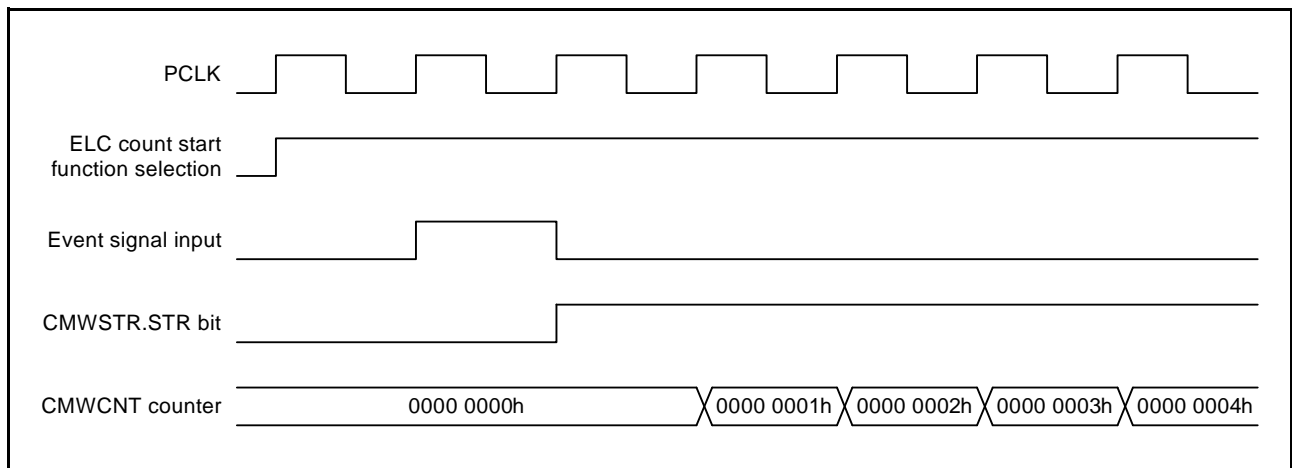 PCLK
ELC count start
function selection
Event signal input
CMWSTR.STR bit
CMWCNT counter
0000 0000h
0000 0001h
0000 0002h
0000 0003h
0000 0004h